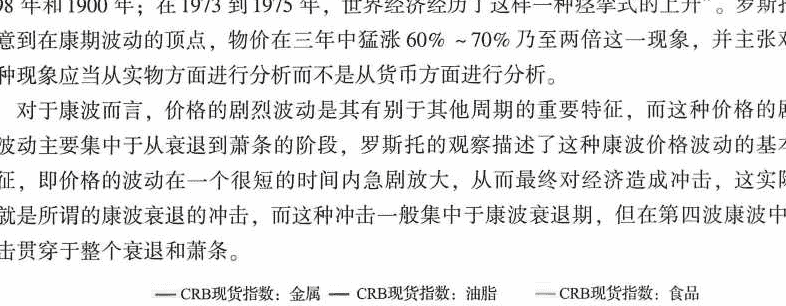 98 年和 1900 年；在 1973 到 1975 年，世界经济经历了这样一种痉挛式的上升”。罗斯托
意到在康期波动的顶点，物价在三年中猛涨 60% ~70% 乃至两倍这一现象，并主张对
种现象应当从实物方面进行分析而不是从货币方面进行分析。
对于康波而言，价格的剧烈波动是其有别于其他周期的重要特征，而这种价格的剧
波动主要集中于从衰退到萧条的阶段，罗斯托的观察描述了这种康波价格波动的基本
征，即价格的波动在一个很短的时间内急剧放大，从而最终对经济造成冲击，这实际
就是所谓的康波衰退的冲击，而这种冲击一般集中于康波衰退期，但在第四波康波中
击贯穿于整个衰退和萧条。
CRB现货指数：金属 CRB现货指数：油脂 CRB现货指数：食品